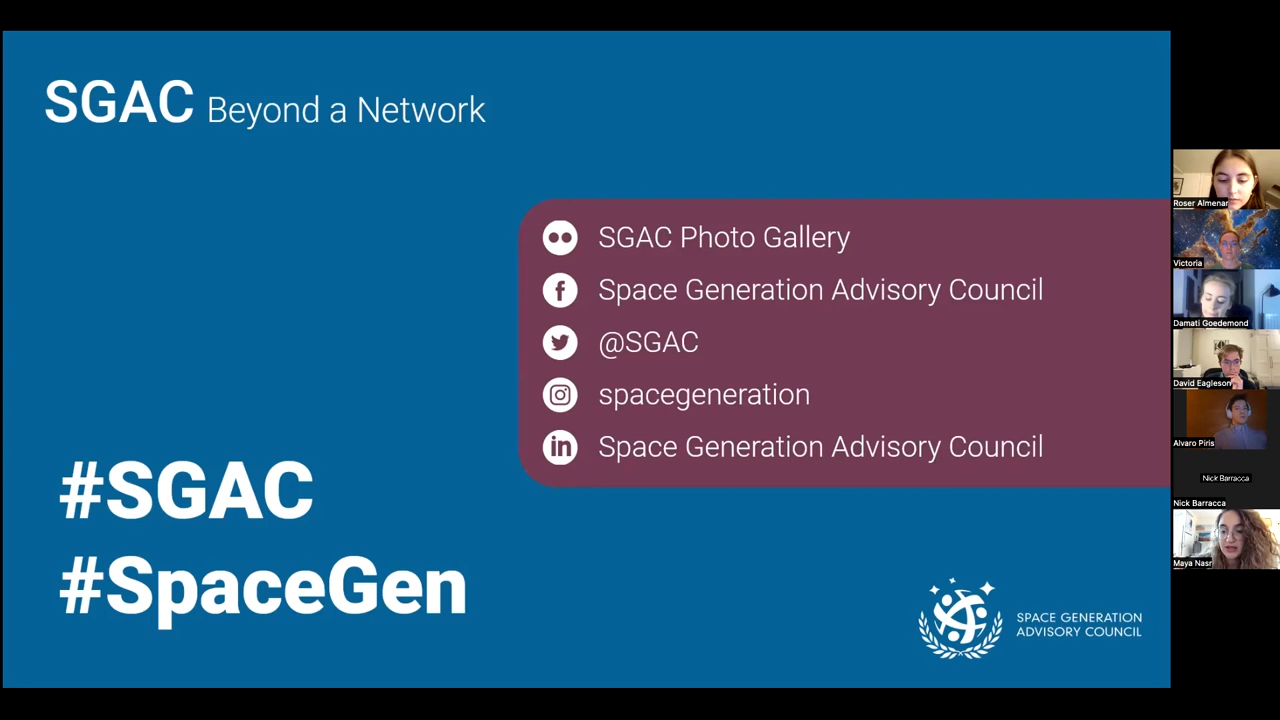 SGAC Beyond a Network
SGAC Photo Gallery
Space Generation Advisory Council
@SGAC
spacegeneration
Space Generation Advisory Council
#SGAC
#SpaceGen
SPACE GENERATION
ADVISORY COUNCIL
Roser Almenar
Victoria
Damati Goedemond
David Eagleson
Alvaro Piris
Nick Barracca
Nick Barracca
Maya Nasr